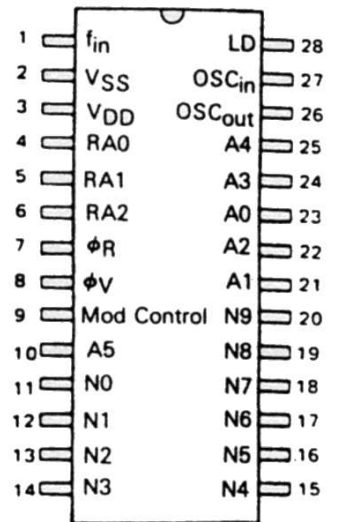 1 fin LD 28
2 VSS OSCin 27
3 VDD OSCout 26
4 RA0 A4 25
5 RA1 A3 24
6 RA2 A0 23
7 ϕR A2 22
8 ϕV A1 21
9 Mod Control N9 20
10 A5 N8 19
11 N0 N7 18
12 N1 N6 17
13 N2 N5 16
14 N3 N4 15